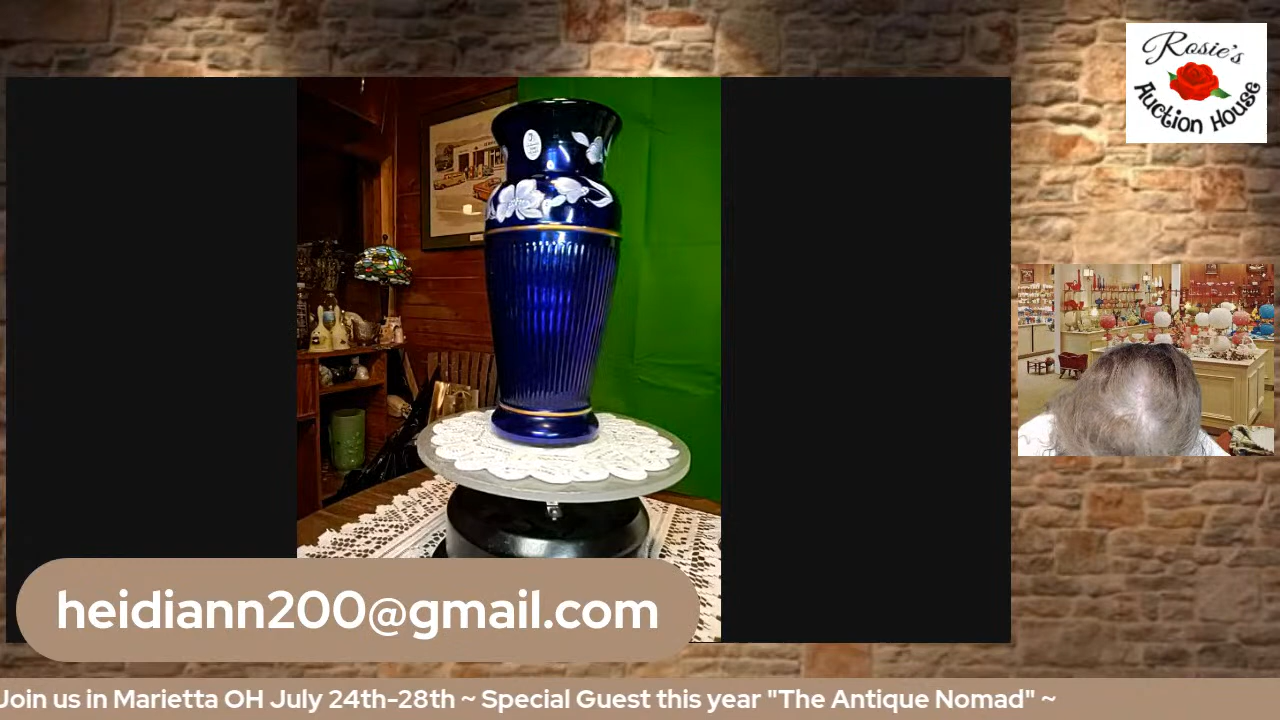 Rosie's
Auction House
heidiann200@gmail.com
Join us in Marietta OH July 24th-28th ~ Special Guest this year "The Antique Nomad" ~